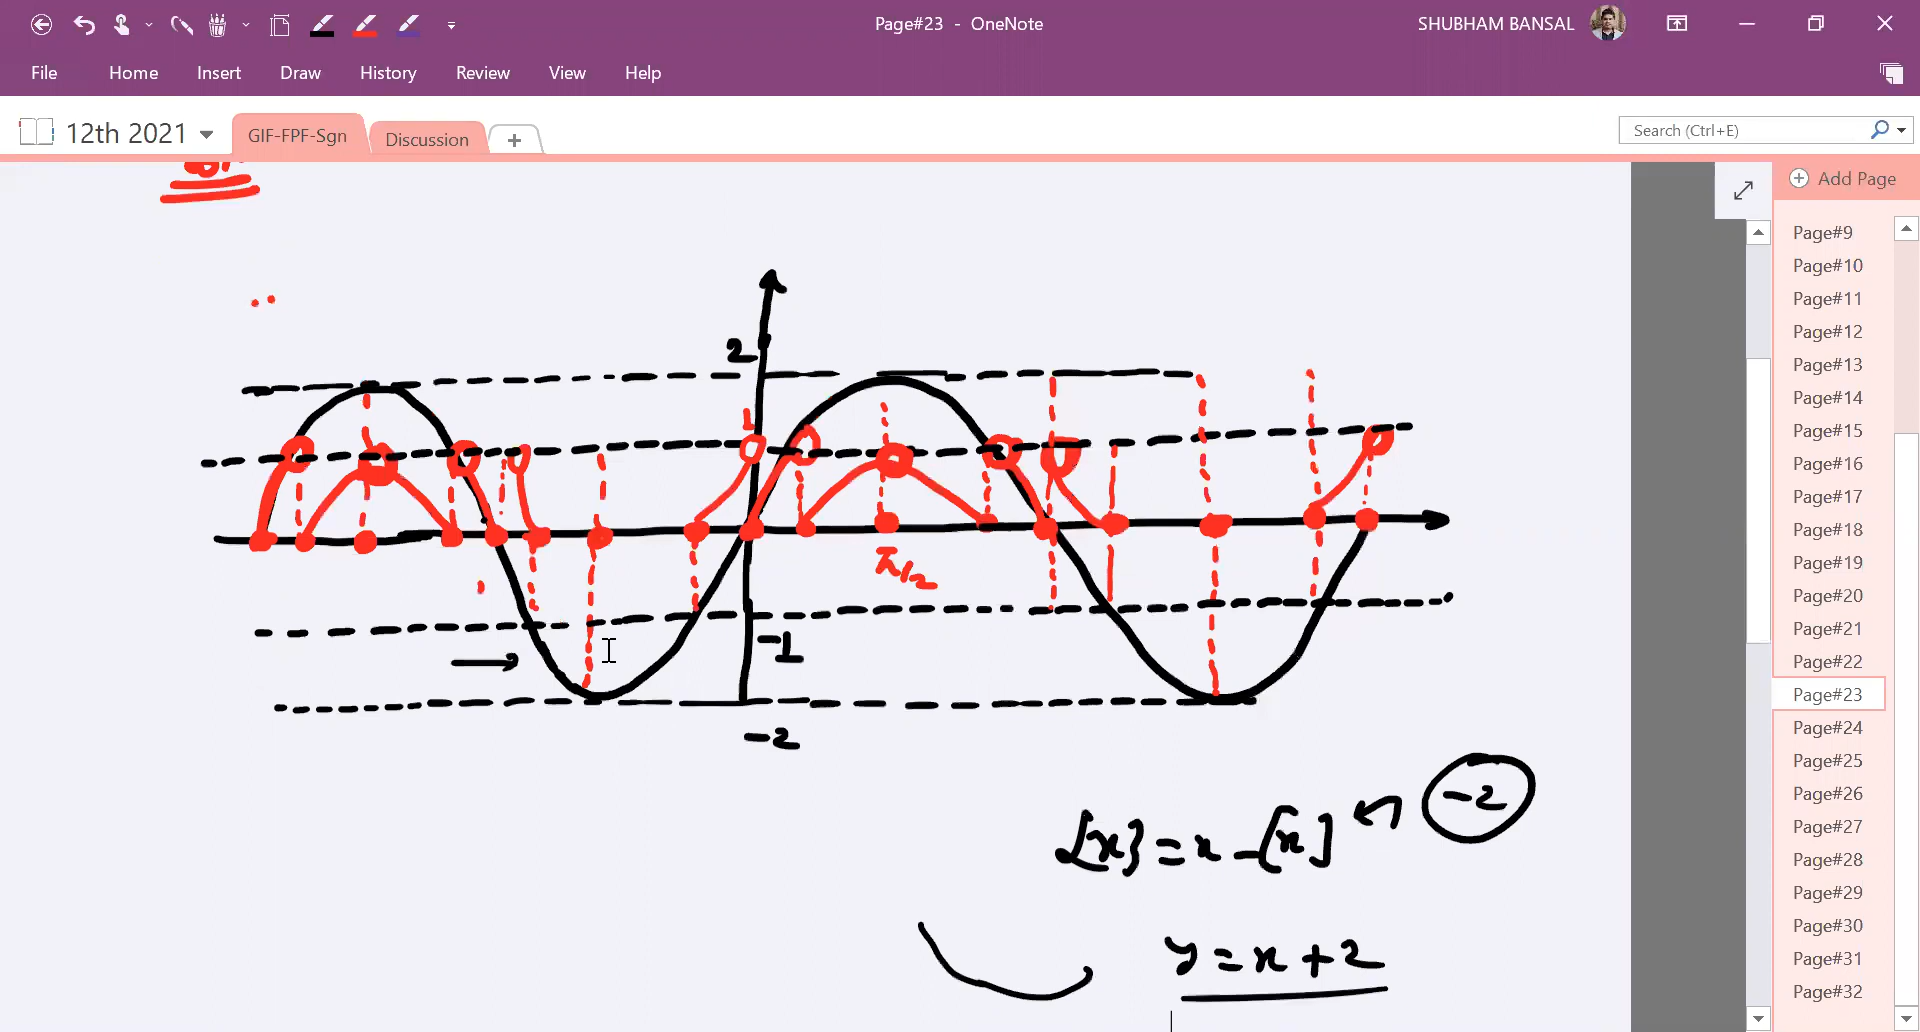 Page#23 - OneNote
SHUBHAM BANSAL
File Home Insert Draw History Review View Help
12th 2021
GIF-FPF-Sgn
Discussion
Search (Ctrl+E)
Add Page
Page#9
Page#10
Page#11
Page#12
Page#13
Page#14
Page#15
Page#16
Page#17
Page#18
Page#19
Page#20
Page#21
Page#22
Page#23
Page#24
Page#25
Page#26
Page#27
Page#28
Page#29
Page#30
Page#31
Page#32
2
1
π/2
-1
-2
{x} = x - [x]
-2
y = x + 2